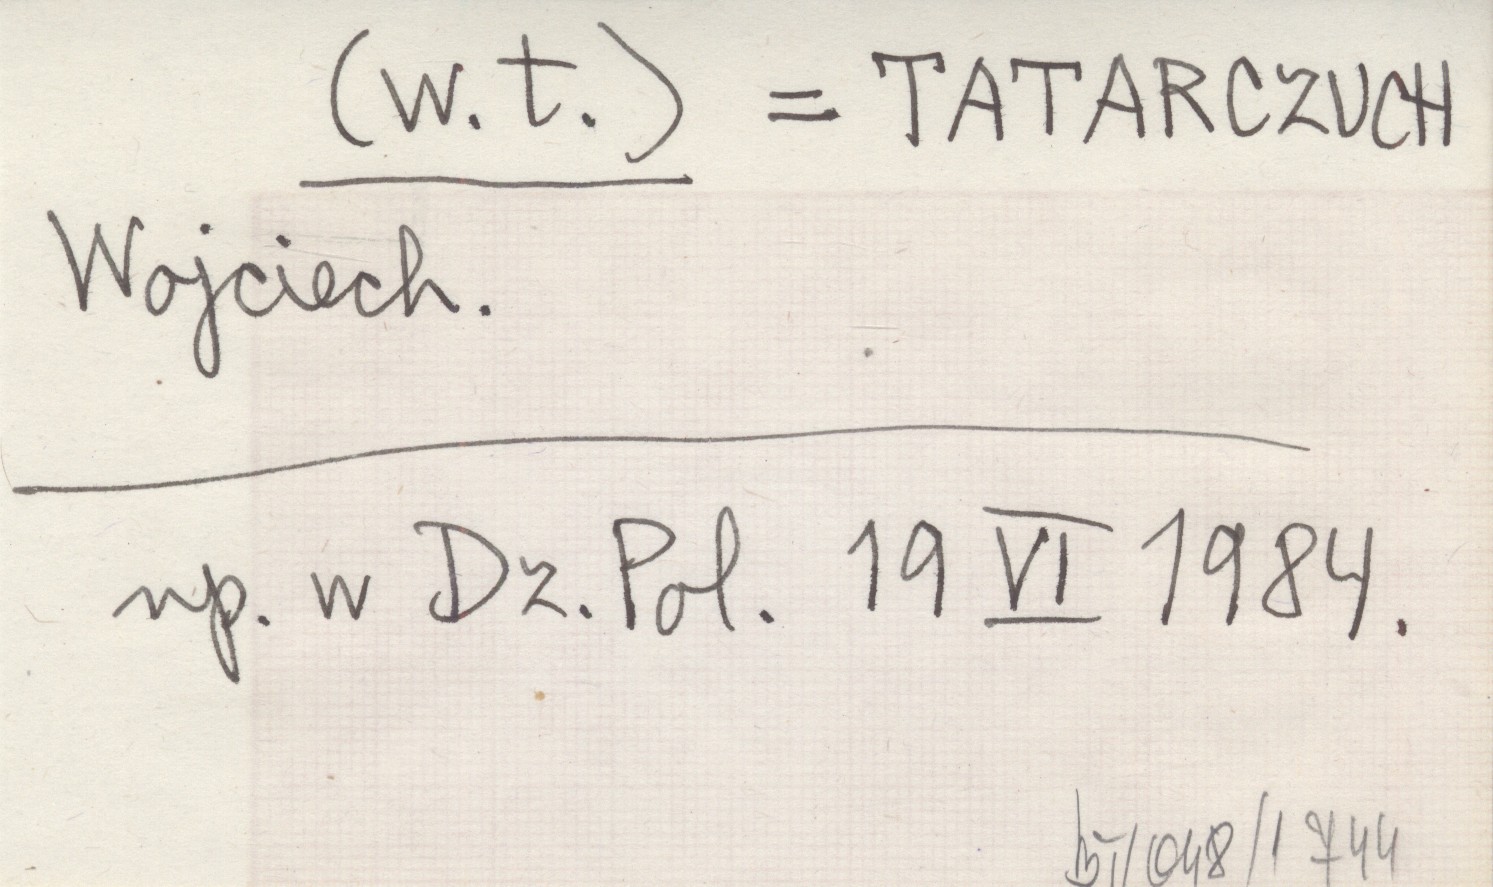 (w.t.) = TATARCZUCH
Wojciech.
np. w Dz. Pol. 19 VI 1984.